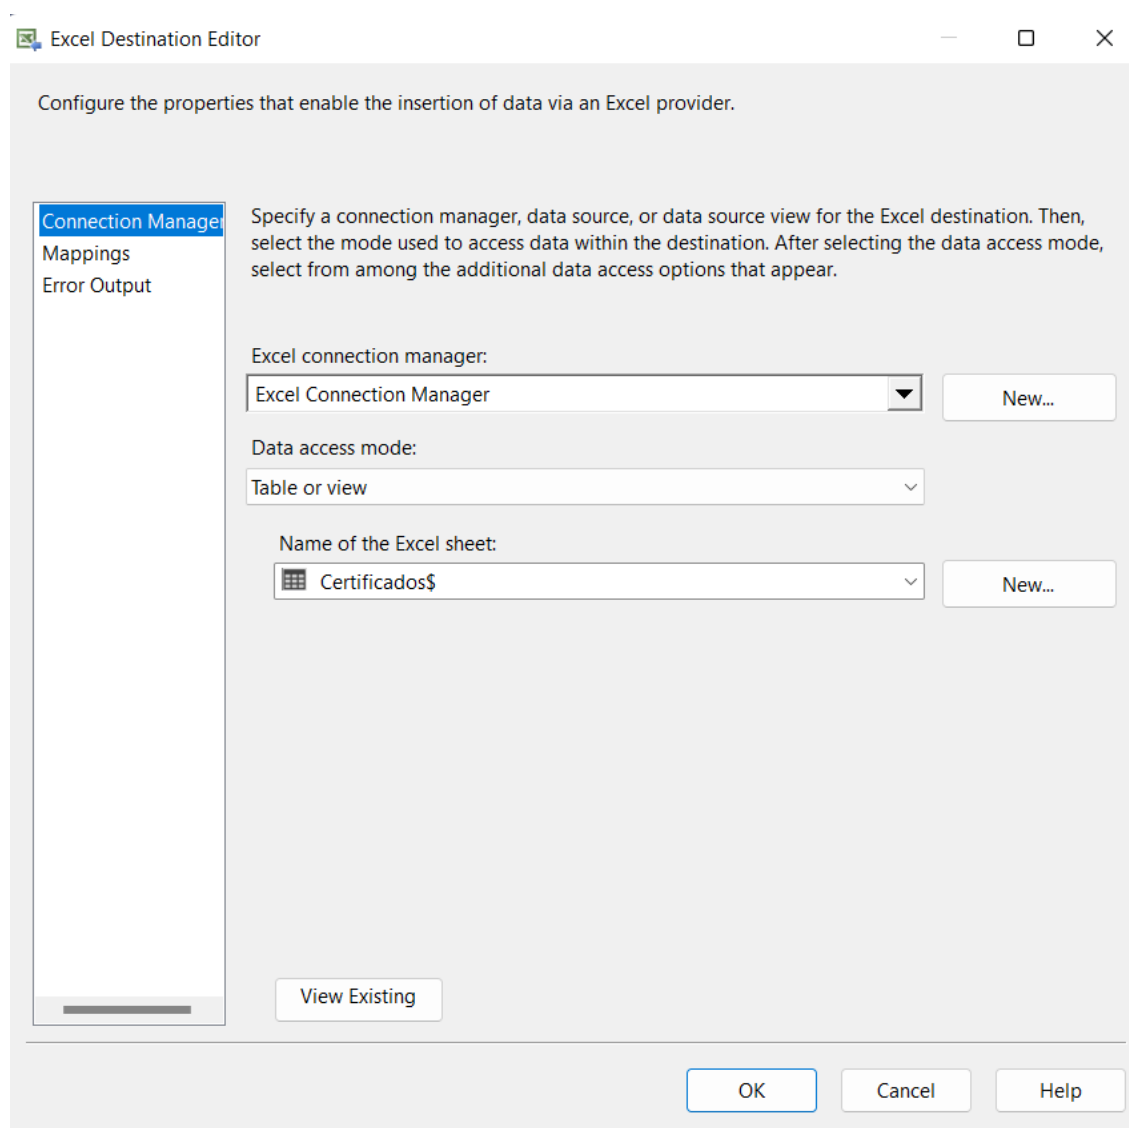 Excel Destination Editor
Configure the properties that enable the insertion of data via an Excel provider.
Connection Manager
Mappings
Error Output
Specify a connection manager, data source, or data source view for the Excel destination. Then,
select the mode used to access data within the destination. After selecting the data access mode,
select from among the additional data access options that appear.
Excel connection manager:
Excel Connection Manager
New...
Data access mode:
Table or view
Name of the Excel sheet:
Certificados$
New...
View Existing
OK
Cancel
Help